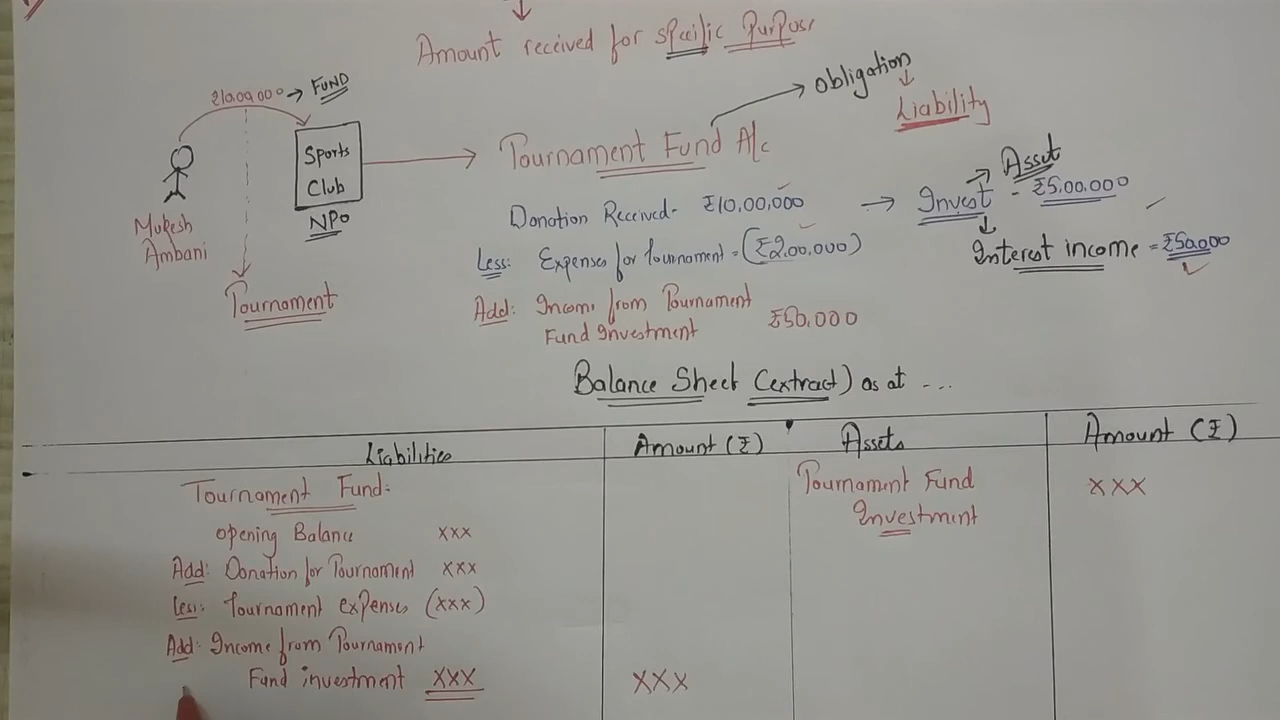 Amount received for specific Purpose
₹10,00,000 → FUND
Obligation
Liability
Sports
Club
NPO
Tournament Fund A/c
Mukesh
Ambani
Tournament
Asset
Donation Received- ₹10,00,000 → Invest - ₹5,00,000
Less: Expenses for Tournament = (₹2,00,000)
Interest income = ₹50,000
Add: Income from Tournament
Fund Investment ₹50,000
Balance Sheet (extract) as at ...
Liabilities Amount (₹) Assets Amount (₹)
Tournament Fund: Tournament Fund xxx
Investment
Opening Balance xxx
Add: Donation for Tournament xxx
Less: Tournament expenses (xxx)
Add: Income from Tournament
Fund investment xxx xxx